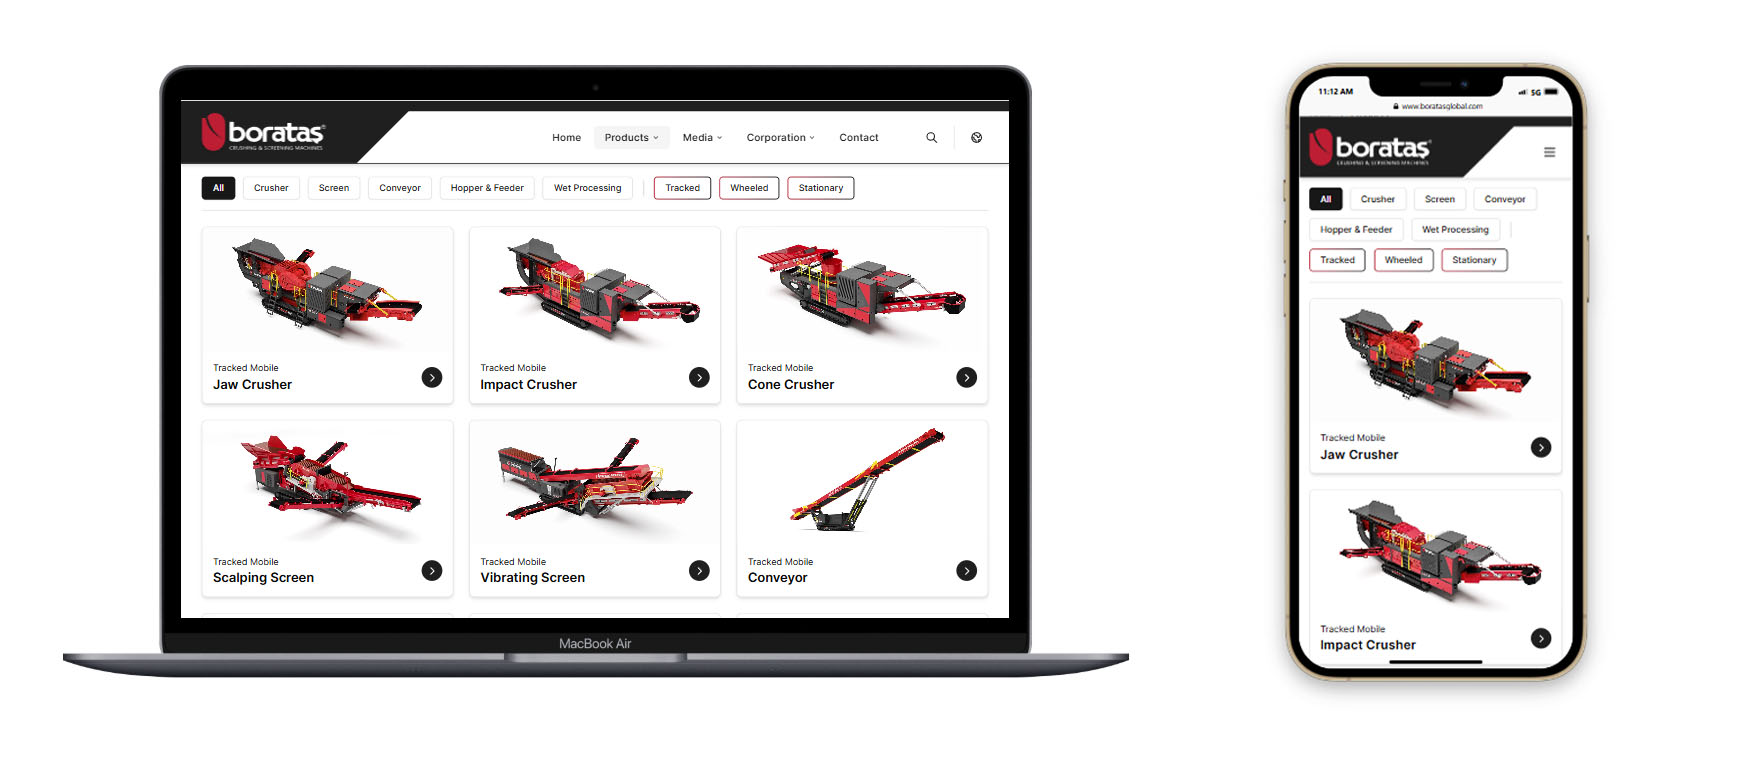 borataş®
CRUSHING & SCREENING MACHINES
Home Products Media Corporation Contact
All Crusher Screen Conveyor Hopper & Feeder Wet Processing Tracked Wheeled Stationary
Tracked Mobile
Jaw Crusher
Tracked Mobile
Impact Crusher
Tracked Mobile
Cone Crusher
Tracked Mobile
Scalping Screen
Tracked Mobile
Vibrating Screen
Tracked Mobile
Conveyor
MacBook Air
11:12 AM 5G
www.boratasglobal.com
borataş®
CRUSHING & SCREENING MACHINES
All Crusher Screen Conveyor
Hopper & Feeder Wet Processing
Tracked Wheeled Stationary
Tracked Mobile
Jaw Crusher
Tracked Mobile
Impact Crusher